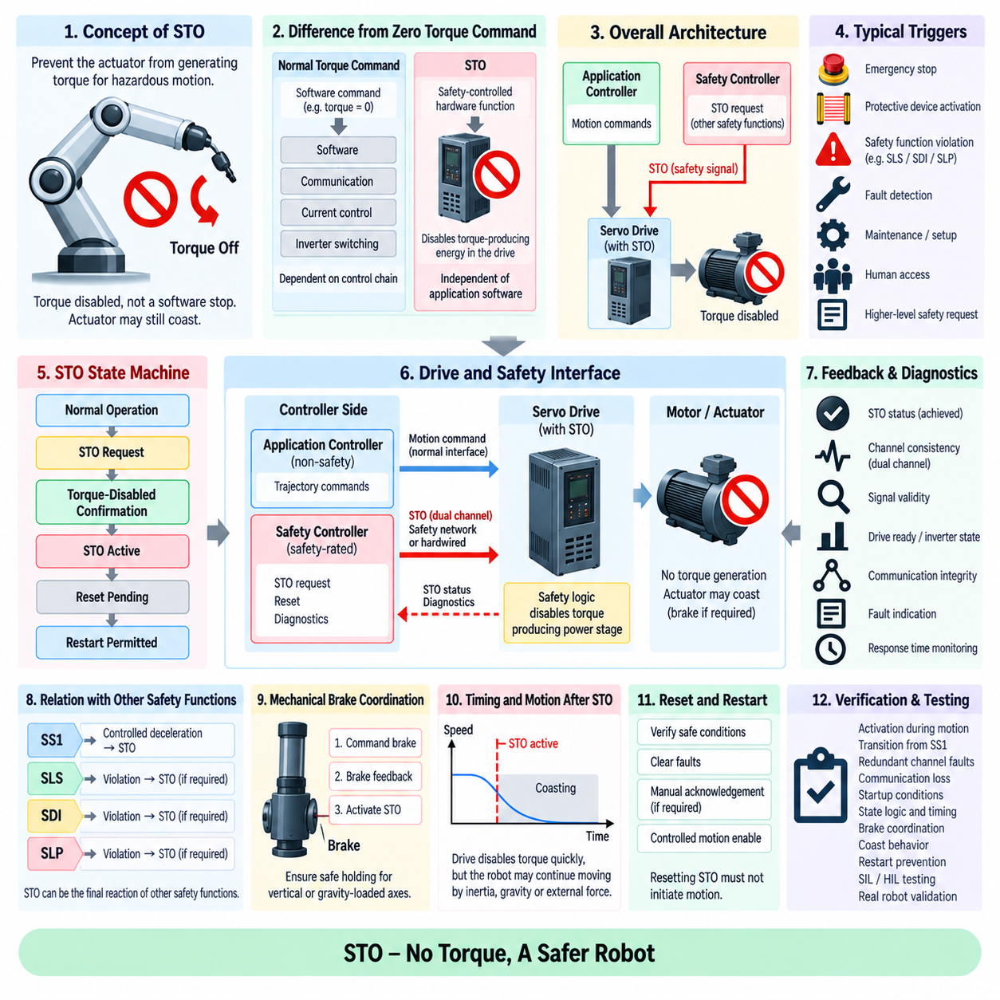 1. Concept of STO
Prevent the actuator from generating
torque for hazardous motion.
Torque Off
Torque disabled, not a software stop.
Actuator may still coast.
2. Difference from Zero Torque Command
Normal Torque Command
Software command
(e.g. torque = 0)
Software
Communication
Current control
Inverter switching
Dependent on control chain
STO
Safety-controlled
hardware function
Disables torque-producing
energy in the drive
Independent of
application software
3. Overall Architecture
Application
Controller
Motion commands
Safety Controller
STO request
(other safety functions)
STO (safety signal)
Servo Drive
(with STO)
Torque disabled
4. Typical Triggers
Emergency stop
Protective device activation
Safety function violation
(e.g. SLS / SDI / SLP)
Fault detection
Maintenance / setup
Human access
Higher-level safety request
5. STO State Machine
Normal Operation
STO Request
Torque-Disabled
Confirmation
STO Active
Reset Pending
Restart Permitted
6. Drive and Safety Interface
Controller Side
Application Controller
(non-safety)
Trajectory commands
Safety Controller
(safety-rated)
STO request
Reset
Diagnostics
Motion command
(normal interface)
STO (dual channel)
Safety network
or hardwired
STO status
Diagnostics
Servo Drive
(with STO)
Safety logic
disables torque
producing power stage
Motor / Actuator
No torque generation
Actuator may coast
(brake if required)
7. Feedback & Diagnostics
STO status (achieved)
Channel consistency
(dual channel)
Signal validity
Drive ready / inverter state
Communication integrity
Fault indication
Response time monitoring
8. Relation with Other Safety Functions
SS1
Controlled deceleration
→ STO
SLS
Violation → STO (if required)
SDI
Violation → STO (if required)
SLP
Violation → STO (if required)
STO can be the final reaction of other safety functions.
9. Mechanical Brake Coordination
1. Command brake
2. Brake feedback
3. Activate STO
Brake
Ensure safe holding for
vertical or gravity-loaded axes.
10. Timing and Motion After STO
Speed
STO active
Coasting
Time
Drive disables torque quickly,
but the robot may continue moving
by inertia, gravity or external force.
11. Reset and Restart
Verify safe conditions
Clear faults
Manual acknowledgement
(if required)
Controlled motion enable
Resetting STO must not
initiate motion.
12. Verification & Testing
Activation during motion
Transition from SS1
Redundant channel faults
Communication loss
Startup conditions
State logic and timing
Brake coordination
Coast behavior
Restart prevention
SIL / HIL testing
Real robot validation
STO – No Torque, A Safer Robot